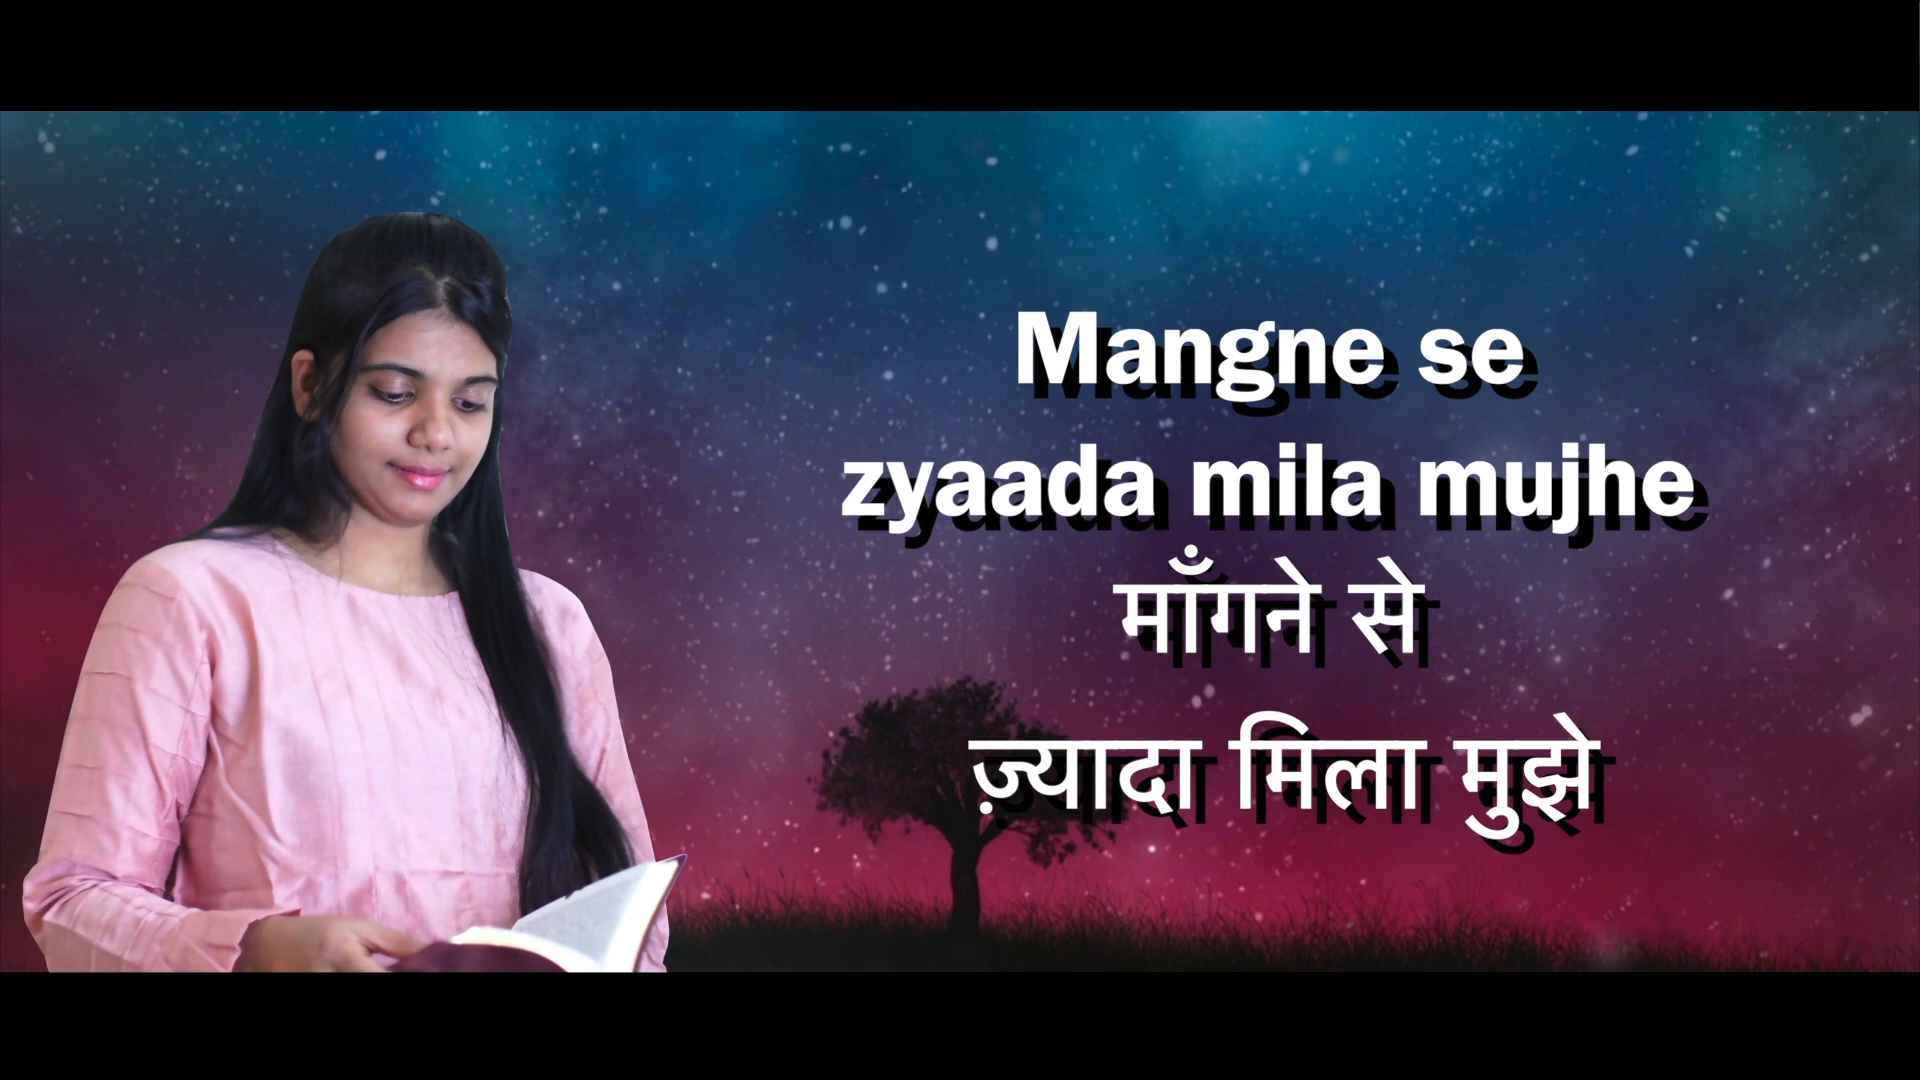 Mangne se
zyaada mila mujhe
माँगने से
ज़्यादा मिला मुझे